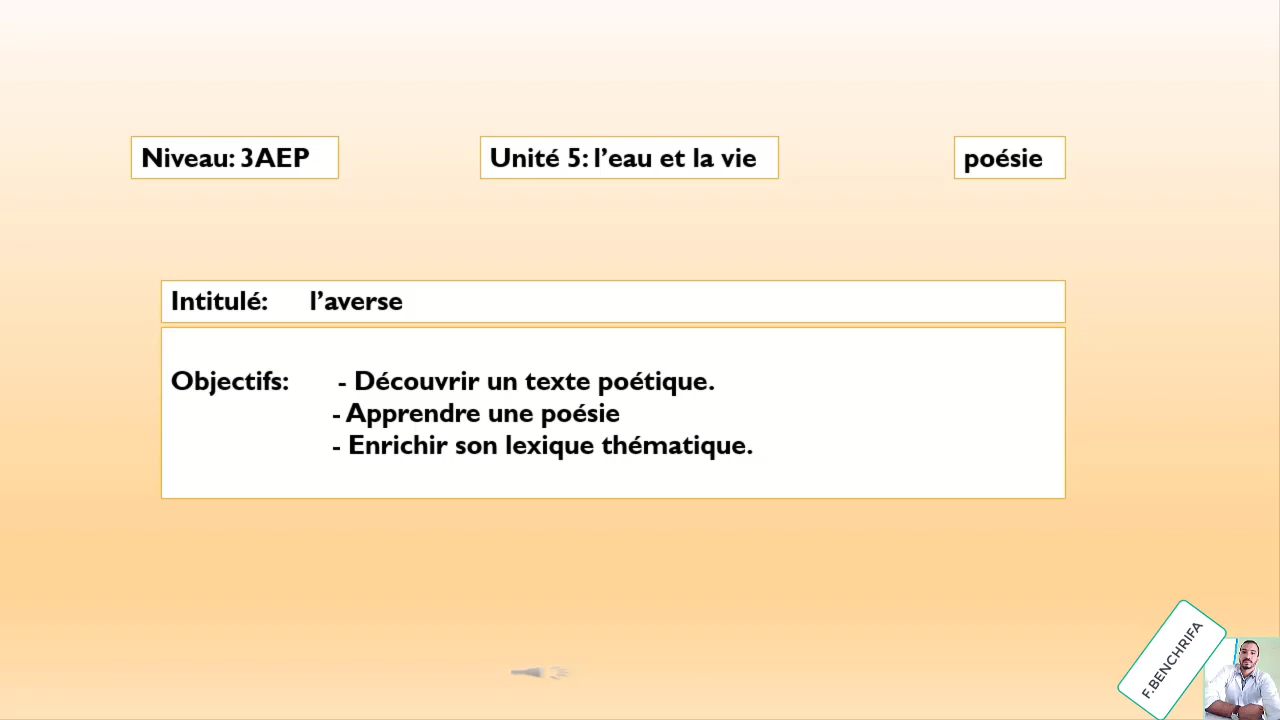 Niveau: 3AEP
Unité 5: l’eau et la vie
poésie
Intitulé: l’averse
Objectifs: - Découvrir un texte poétique.
- Apprendre une poésie
- Enrichir son lexique thématique.
F.BENCHRIFA